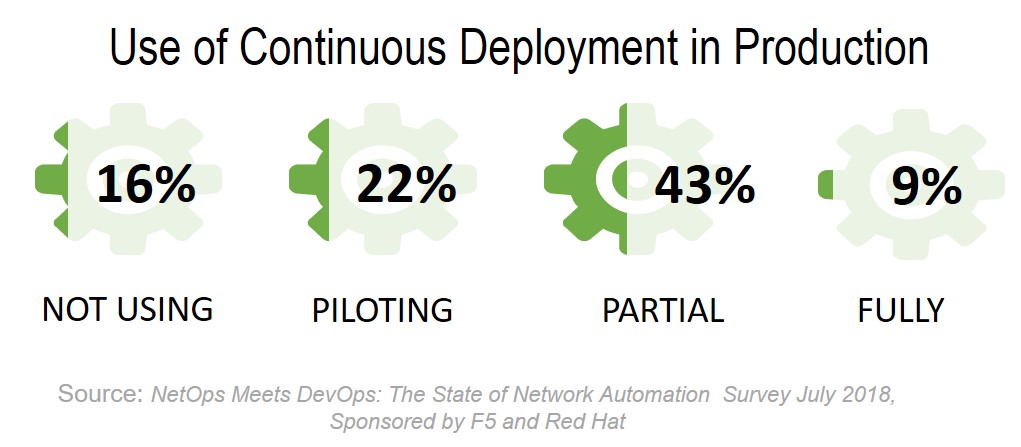 Use of Continuous Deployment in Production
16% 22% 43% 9%
NOT USING PILOTING PARTIAL FULLY
Source: NetOps Meets DevOps: The State of Network Automation Survey July 2018,
Sponsored by F5 and Red Hat